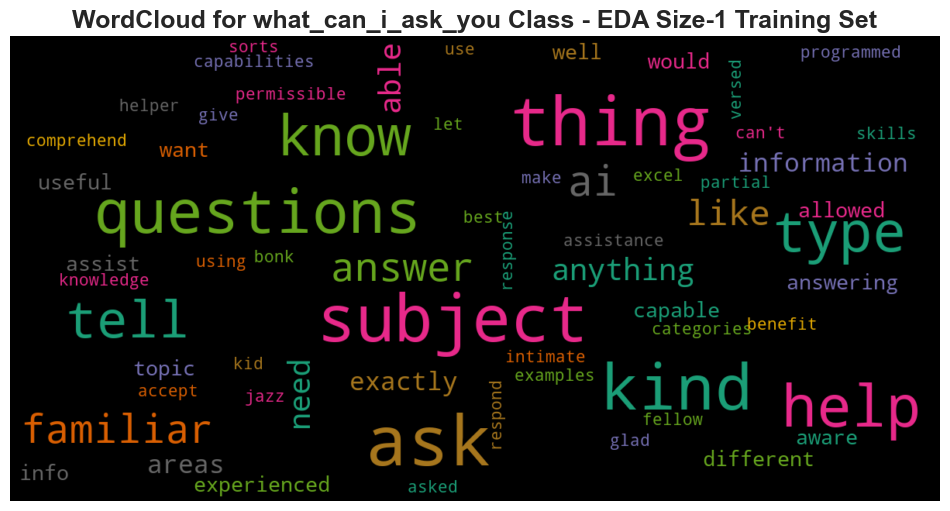 WordCloud for what_can_i_ask_you Class - EDA Size-1 Training Set
sorts
use
well
programmed
capabilities
able
would
versed
permissible
helper
give
thing
know
let
can't
skills
comprehend
want
information
useful
make
ai
excel
partial
questions
best
like
allowed
type
response
assistance
assist
using
bonk
answer
anything
knowledge
answering
tell
subject
capable
categories
benefit
topic
kid
need
intimate
examples
accept
jazz
exactly
respond
kind
help
familiar
ask
fellow
glad
aware
info
areas
different
experienced
asked